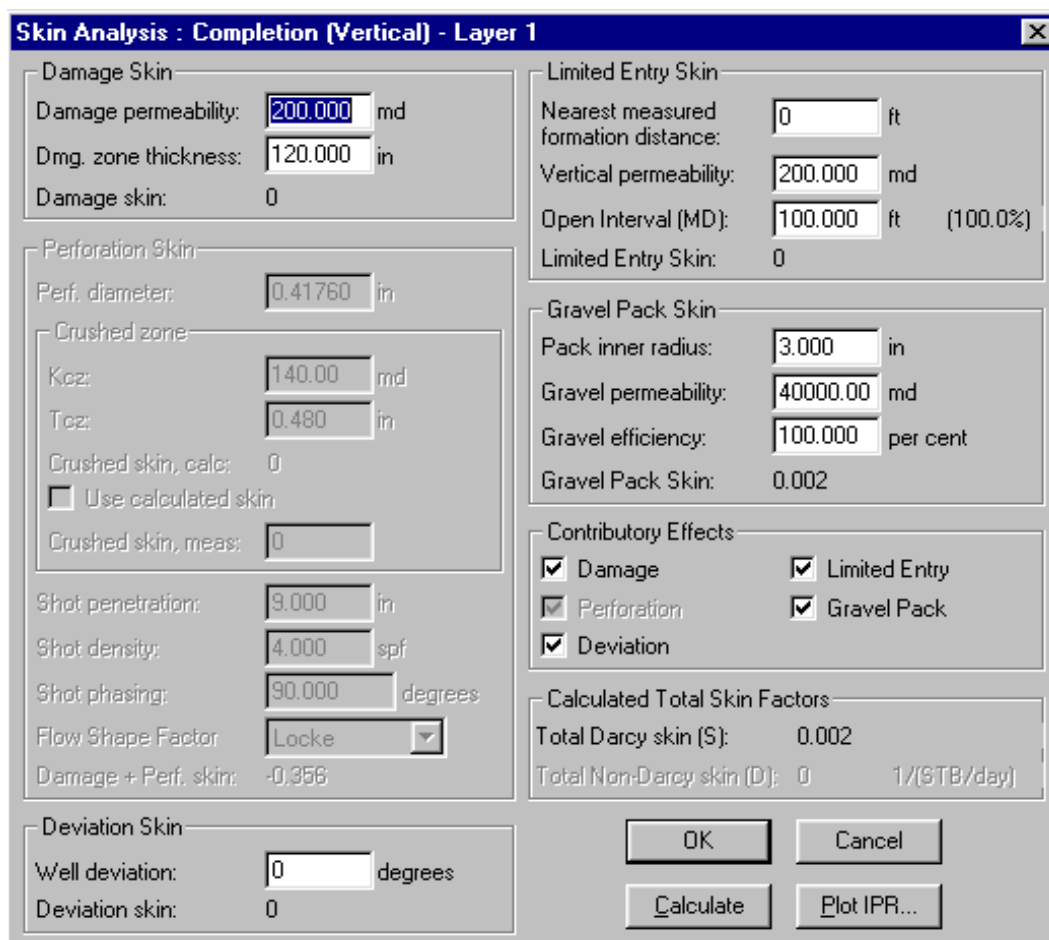 Skin Analysis : Completion (Vertical) - Layer 1
Damage Skin
Damage permeability: 200.000 md
Dmg. zone thickness: 120.000 in
Damage skin: 0
Perforation Skin
Perf. diameter: 0.41760 in
Crushed zone
Kcz: 140.00 md
Tcz: 0.480 in
Crushed skin, calc: 0
Use calculated skin
Crushed skin, meas: 0
Shot penetration: 9.000 in
Shot density: 4.000 spf
Shot phasing: 90.000 degrees
Flow Shape Factor Locke
Damage + Perf. skin: -0.356
Deviation Skin
Well deviation: 0 degrees
Deviation skin: 0
Limited Entry Skin
Nearest measured
formation distance: 0 ft
Vertical permeability: 200.000 md
Open Interval (MD): 100.000 ft (100.0%)
Limited Entry Skin: 0
Gravel Pack Skin
Pack inner radius: 3.000 in
Gravel permeability: 40000.00 md
Gravel efficiency: 100.000 per cent
Gravel Pack Skin: 0.002
Contributory Effects
Damage Limited Entry
Perforation Gravel Pack
Deviation
Calculated Total Skin Factors
Total Darcy skin (S): 0.002
Total Non-Darcy skin (D): 0 1/(STB/day)
OK Cancel
Calculate Plot IPR...